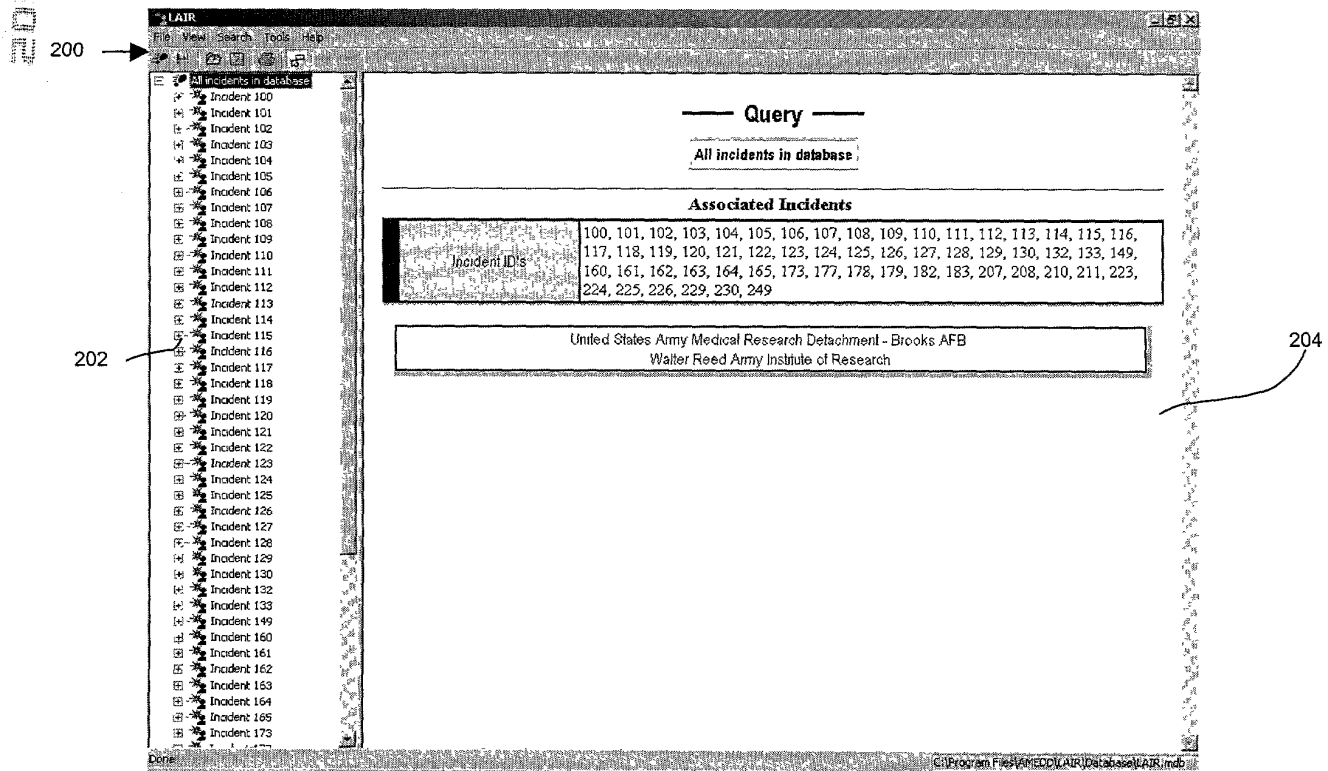 LAIR
File View Search Tools Help
200
All incidents in database
Incident 100
Incident 101
Incident 102
Incident 103
Incident 104
Incident 105
Incident 106
Incident 107
Incident 108
Incident 109
Incident 110
Incident 111
Incident 112
Incident 113
Incident 114
Incident 115
Incident 116
Incident 117
Incident 118
Incident 119
Incident 120
Incident 121
Incident 122
Incident 123
Incident 124
Incident 125
Incident 126
Incident 127
Incident 128
Incident 129
Incident 130
Incident 132
Incident 133
Incident 149
Incident 160
Incident 161
Incident 162
Incident 163
Incident 164
Incident 165
Incident 173
202
Query
All incidents in database
Associated Incidents
Incident ID's
100, 101, 102, 103, 104, 105, 106, 107, 108, 109, 110, 111, 112, 113, 114, 115, 116,
117, 118, 119, 120, 121, 122, 123, 124, 125, 126, 127, 128, 129, 130, 132, 133, 149,
160, 161, 162, 163, 164, 165, 173, 177, 178, 179, 182, 183, 207, 208, 210, 211, 223,
224, 225, 226, 229, 230, 249
United States Army Medical Research Detachment - Brooks AFB
Walter Reed Army Institute of Research
204
Done
C:\Program Files\AMEDD\LAIR\Database\LAIR.mdb